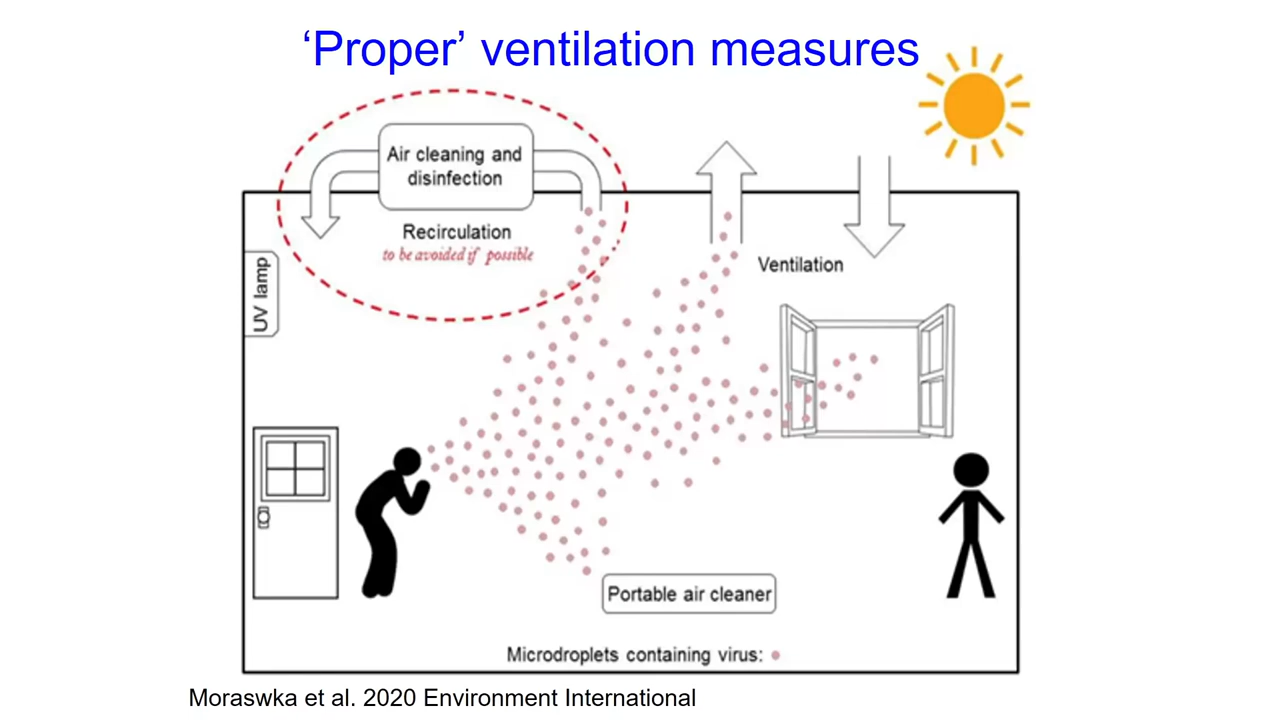 ‘Proper’ ventilation measures
Air cleaning and
disinfection
Recirculation
to be avoided if possible
Ventilation
UV lamp
Portable air cleaner
Microdroplets containing virus:
Moraswka et al. 2020 Environment International